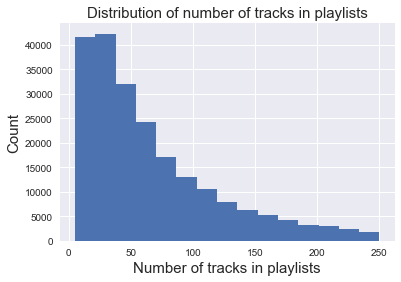 Distribution of number of tracks in playlists
40000
35000
30000
25000
20000
15000
10000
5000
0
Count
0 50 100 150 200 250
Number of tracks in playlists